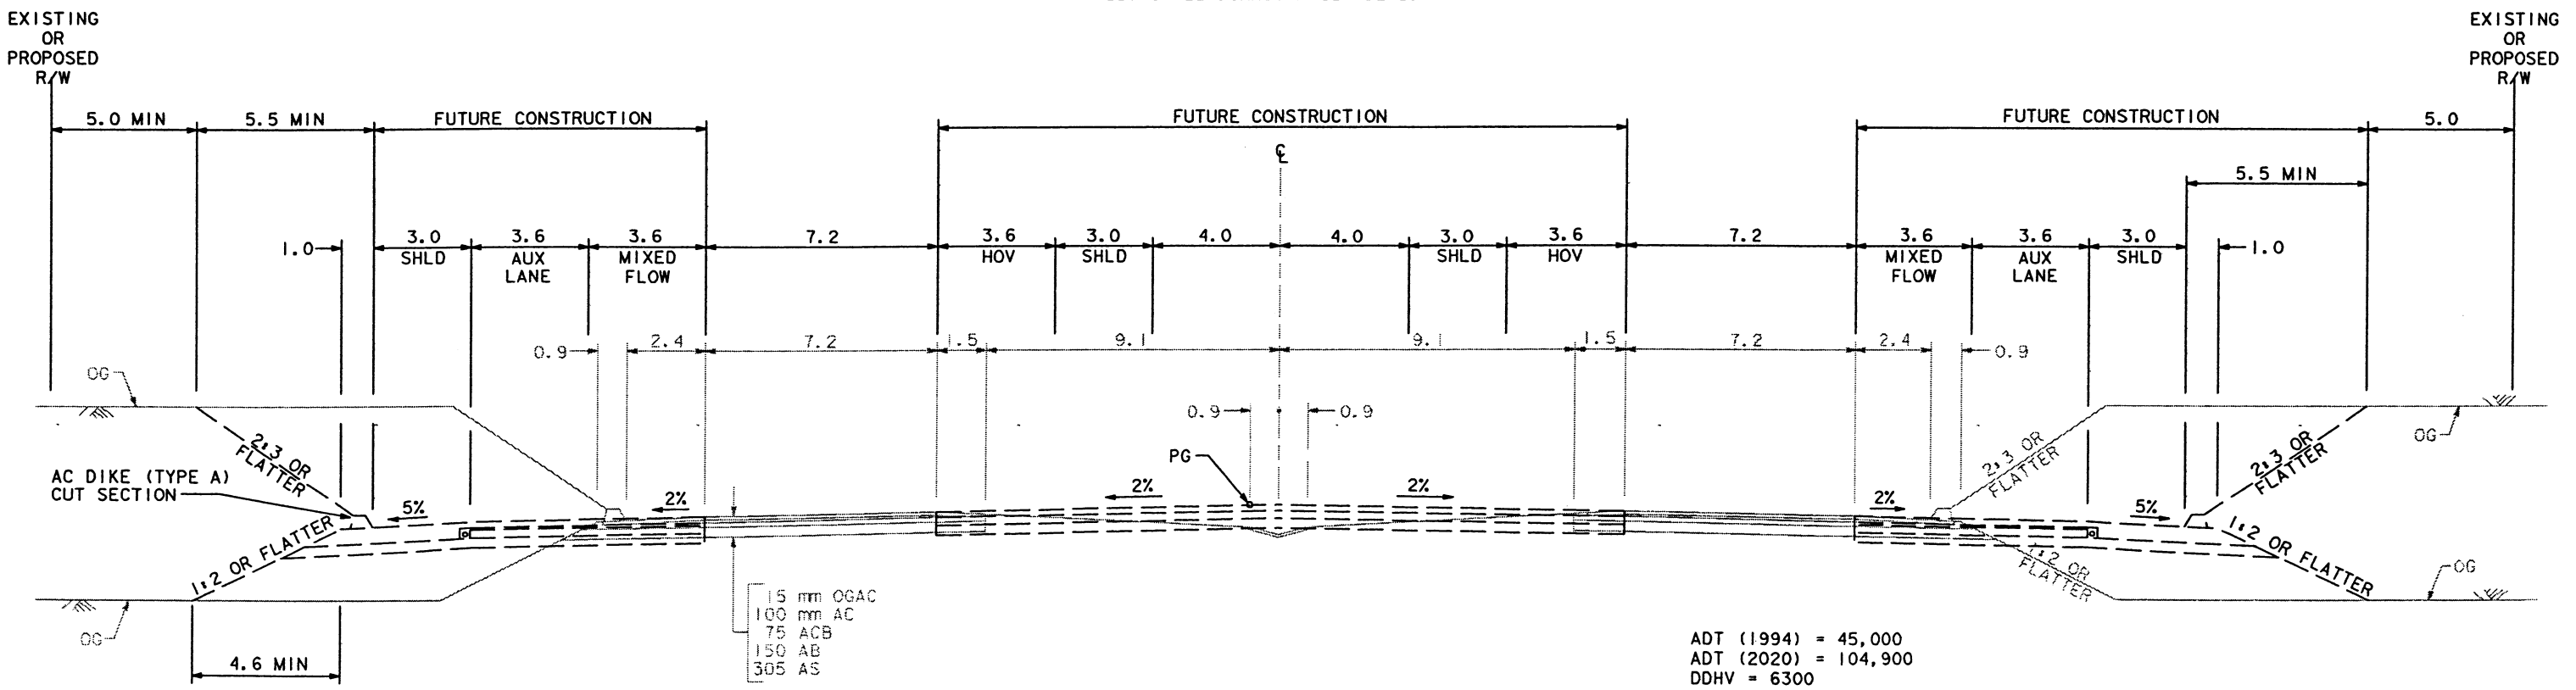 EXISTING
OR
PROPOSED
R/W
EXISTING
OR
PROPOSED
R/W
5.0 MIN
5.5 MIN
FUTURE CONSTRUCTION
FUTURE CONSTRUCTION
FUTURE CONSTRUCTION
5.0
5.5 MIN
1.0
3.0
SHLD
3.6
AUX
LANE
3.6
MIXED
FLOW
7.2
3.6
HOV
3.0
SHLD
4.0
4.0
3.0
SHLD
3.6
HOV
7.2
3.6
MIXED
FLOW
3.6
AUX
LANE
3.0
SHLD
1.0
0.9
2.4
7.2
1.5
9.1
9.1
1.5
7.2
2.4
0.9
OG
0.9
0.9
OG
2:3 OR
FLATTER
PG
2:3 OR
FLATTER
2:3 OR
FLATTER
AC DIKE (TYPE A)
CUT SECTION
5%
2%
2%
2%
2%
5%
1:2 OR FLATTER
1:2 OR
FLATTER
1:2 OR FLATTER
OG
OG
15 mm OGAC
100 mm AC
75 ACB
150 AB
305 AS
4.6 MIN
ADT (1994) = 45,000
ADT (2020) = 104,900
DDHV = 6300